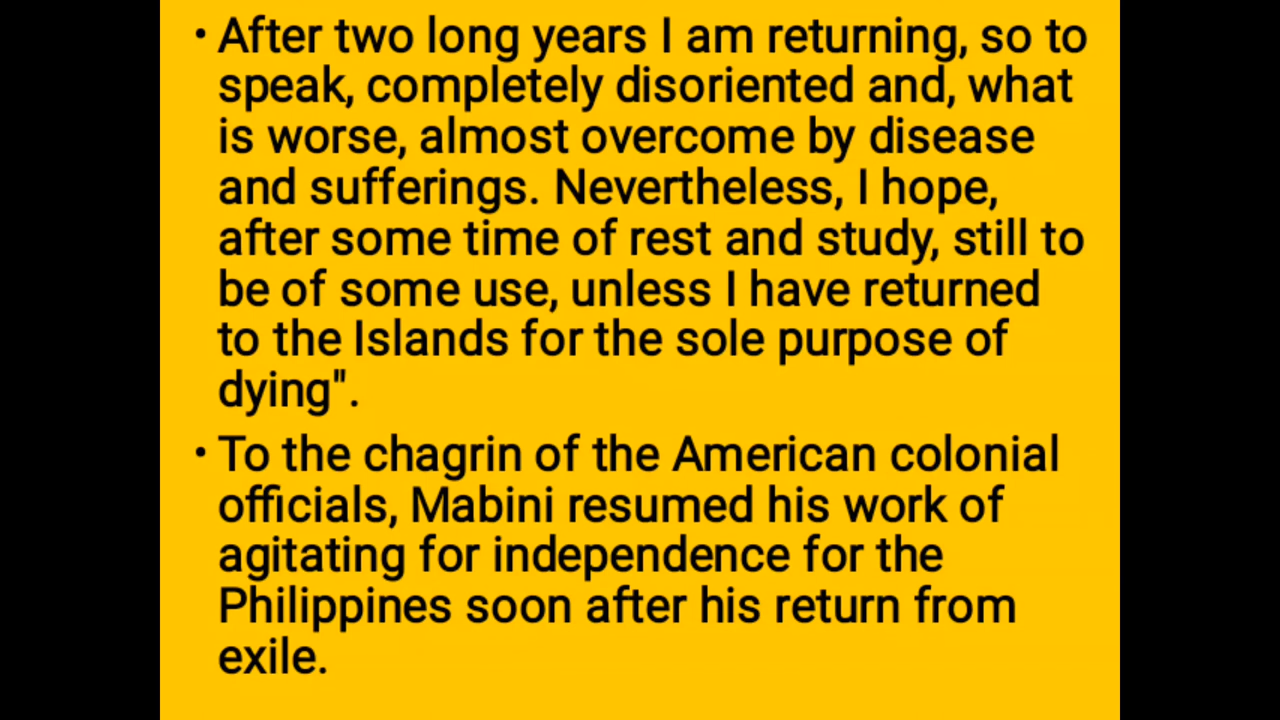 • After two long years I am returning, so to
speak, completely disoriented and, what
is worse, almost overcome by disease
and sufferings. Nevertheless, I hope,
after some time of rest and study, still to
be of some use, unless I have returned
to the Islands for the sole purpose of
dying".
• To the chagrin of the American colonial
officials, Mabini resumed his work of
agitating for independence for the
Philippines soon after his return from
exile.